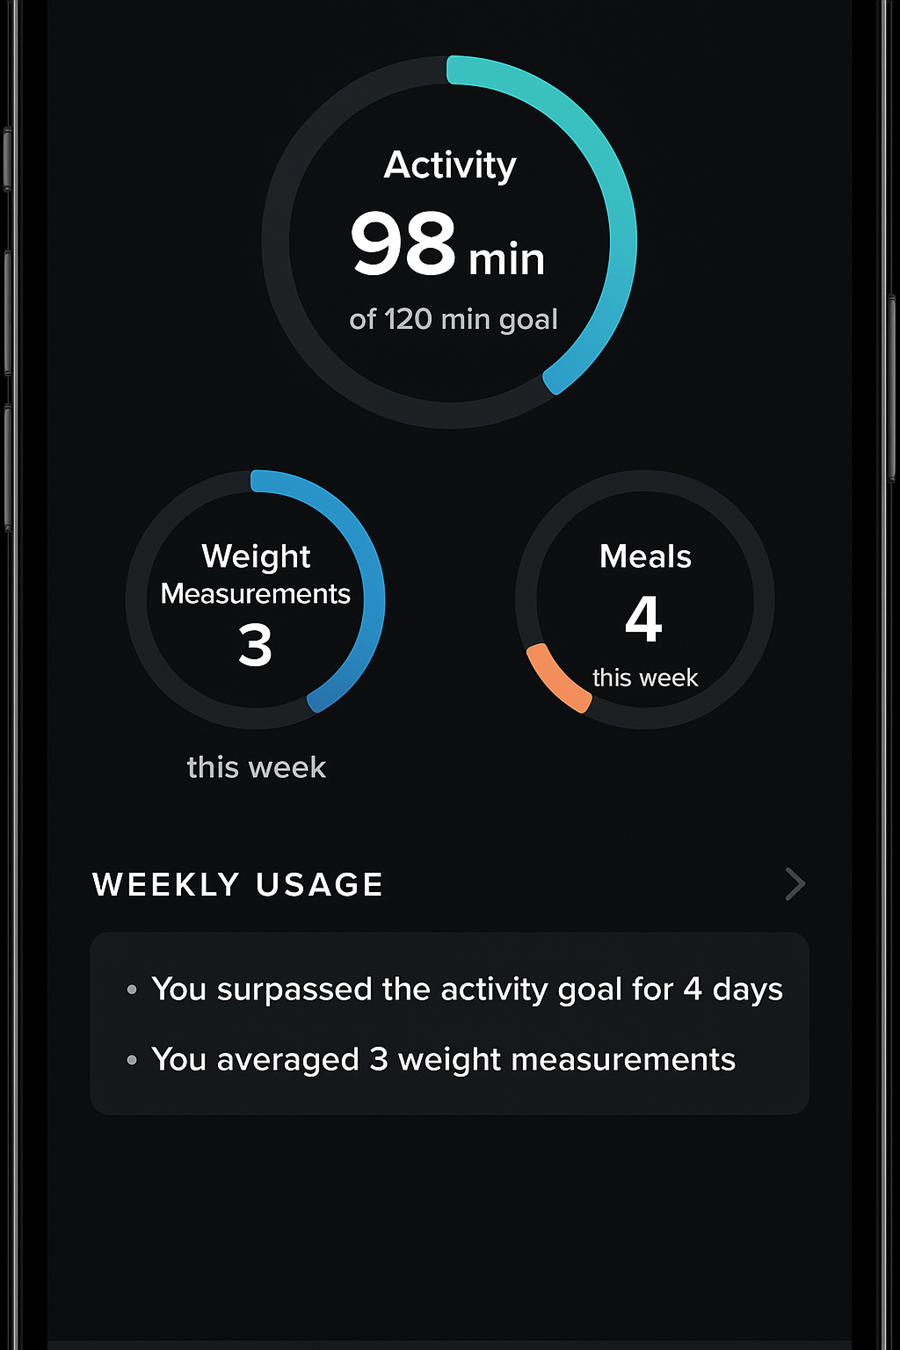 Activity
98 min
of 120 min goal
Weight
Measurements
3
this week
Meals
4
this week
WEEKLY USAGE
• You surpassed the activity goal for 4 days
• You averaged 3 weight measurements